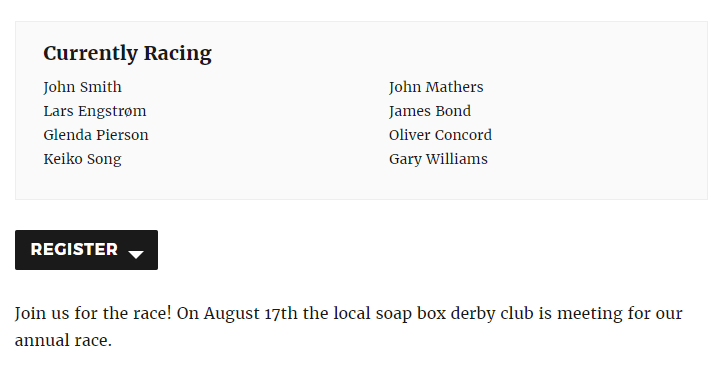 Currently Racing
John Smith
John Mathers
Lars Engstrøm
James Bond
Glenda Pierson
Oliver Concord
Keiko Song
Gary Williams
REGISTER
Join us for the race! On August 17th the local soap box derby club is meeting for our
annual race.